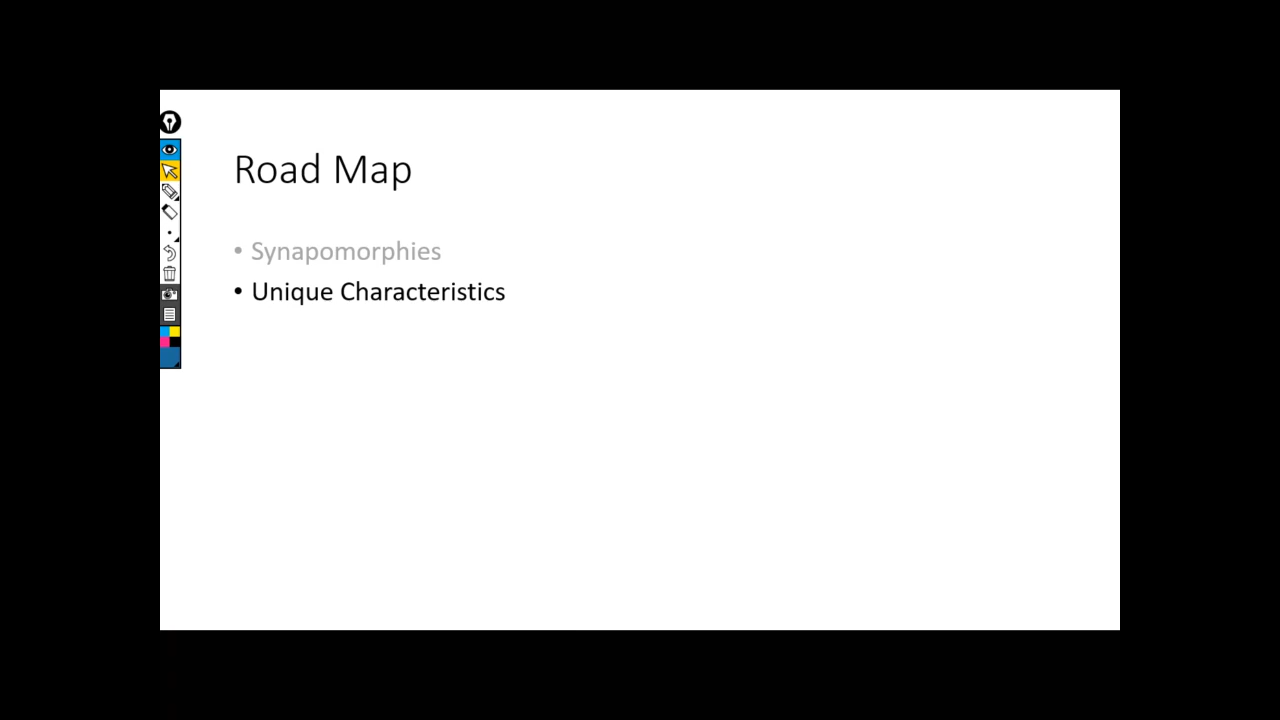 Road Map
• Synapomorphies
• Unique Characteristics